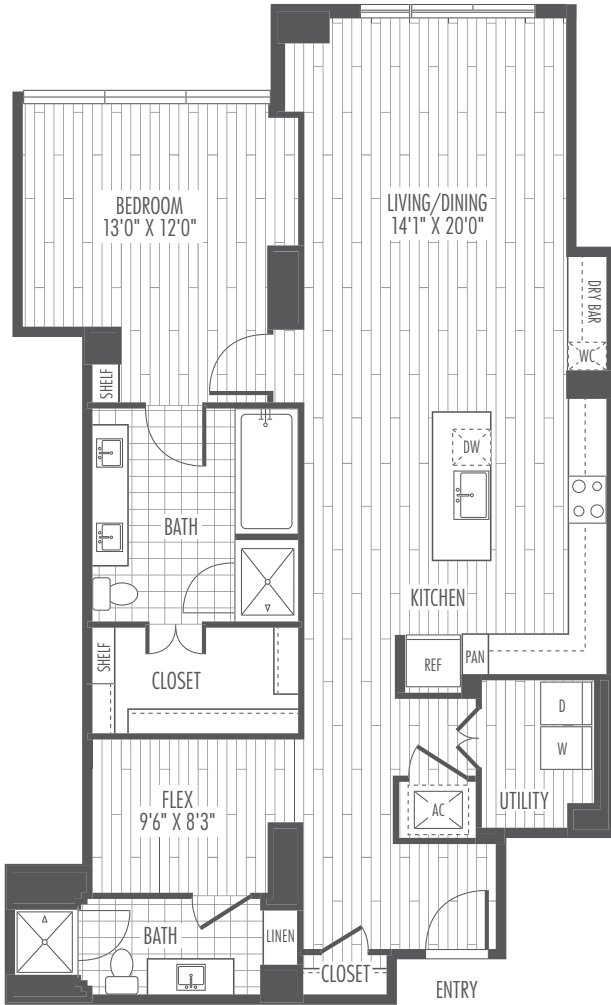 BEDROOM
13'0" X 12'0"
LIVING/DINING
14'1" X 20'0"
DRY BAR
WC
SHELF
DW
BATH
KITCHEN
SHELF
CLOSET
REF
PAN
D
W
UTILITY
FLEX
9'6" X 8'3"
AC
BATH
LINEN
CLOSET
ENTRY